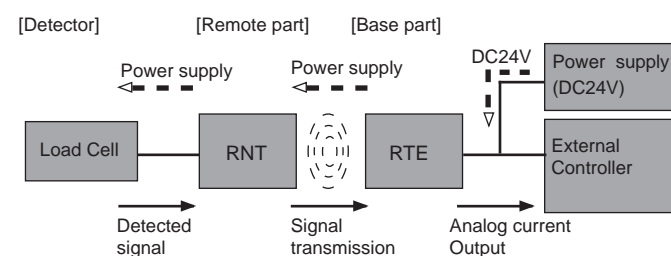 [Detector] [Remote part] [Base part]
DC24V
Power supply
(DC24V)
Power supply
Power supply
Load Cell
RNT
RTE
External
Controller
Detected
signal
Signal
transmission
Analog current
Output